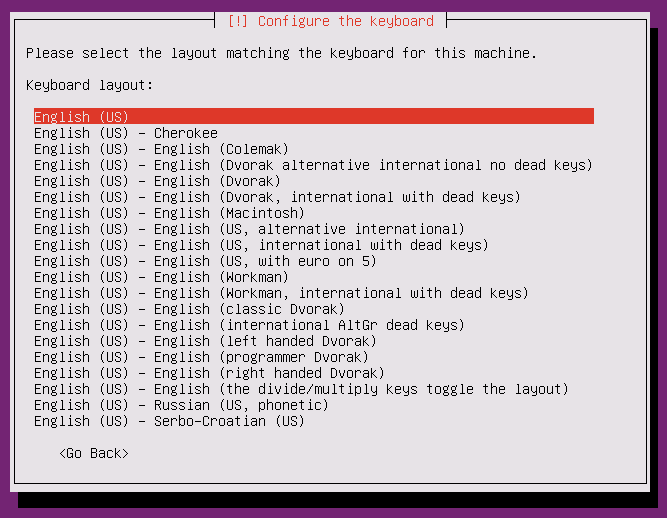 [!] Configure the keyboard
Please select the layout matching the keyboard for this machine.
Keyboard layout:
English (US)
English (US) – Cherokee
English (US) – English (Colemak)
English (US) – English (Dvorak alternative international no dead keys)
English (US) – English (Dvorak)
English (US) – English (Dvorak, international with dead keys)
English (US) – English (Macintosh)
English (US) – English (US, alternative international)
English (US) – English (US, international with dead keys)
English (US) – English (US, with euro on 5)
English (US) – English (Workman)
English (US) – English (Workman, international with dead keys)
English (US) – English (classic Dvorak)
English (US) – English (international AltGr dead keys)
English (US) – English (left handed Dvorak)
English (US) – English (programmer Dvorak)
English (US) – English (right handed Dvorak)
English (US) – English (the divide/multiply keys toggle the layout)
English (US) – Russian (US, phonetic)
English (US) – Serbo-Croatian (US)
<Go Back>